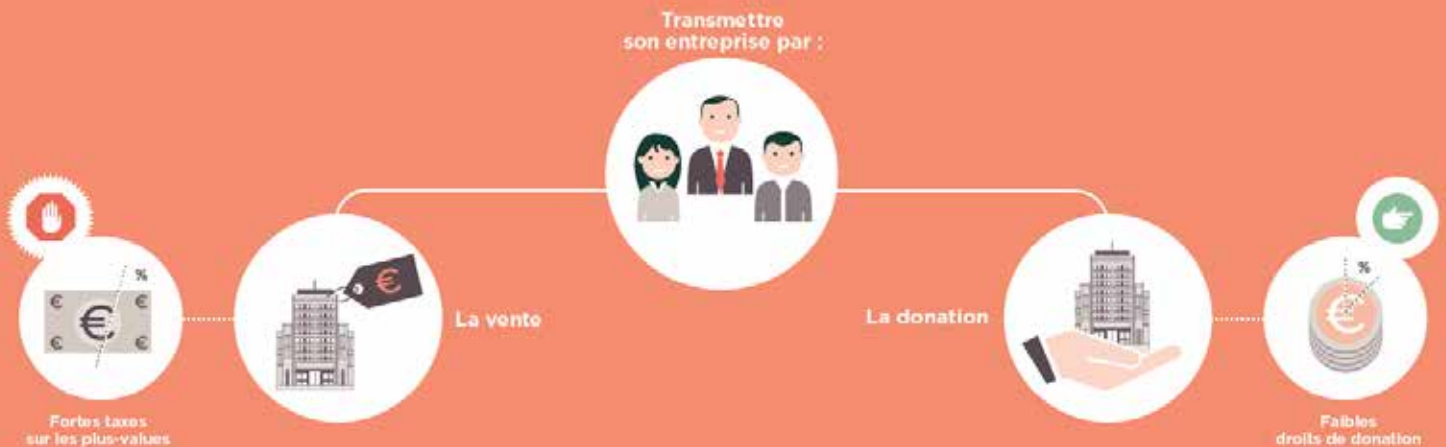 Transmettre
son entreprise par :
%
€
€
€
€
€
€
La vente
La donation
%
€
Fortes taxes
sur les plus-values
Faibles
droits de donation